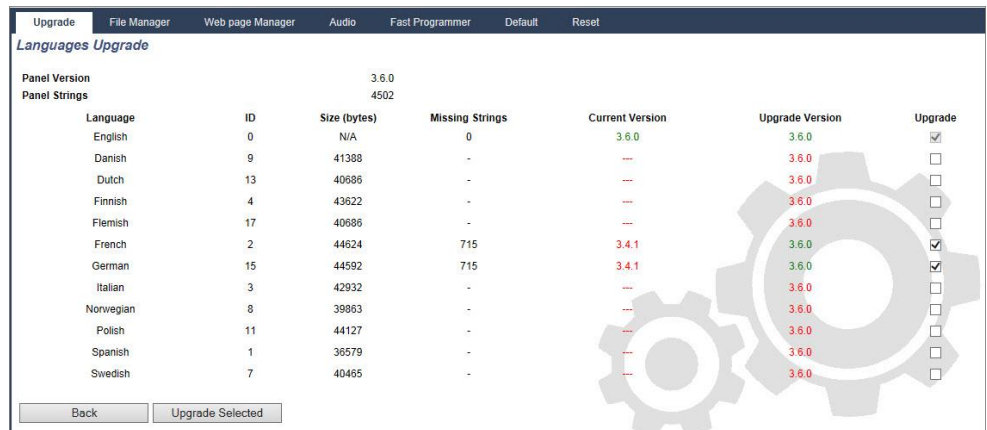 Upgrade File Manager Web page Manager Audio Fast Programmer Default Reset
Languages Upgrade
Panel Version 3.6.0
Panel Strings 4502
Language ID Size (bytes) Missing Strings Current Version Upgrade Version Upgrade
English 0 N/A 0 3.6.0 3.6.0
Danish 9 41388 - --- 3.6.0
Dutch 13 40686 - --- 3.6.0
Finnish 4 43622 - --- 3.6.0
Flemish 17 40686 - --- 3.6.0
French 2 44624 715 3.4.1 3.6.0
German 15 44592 715 3.4.1 3.6.0
Italian 3 42932 - --- 3.6.0
Norwegian 8 39863 - --- 3.6.0
Polish 11 44127 - --- 3.6.0
Spanish 1 36579 - --- 3.6.0
Swedish 7 40465 - --- 3.6.0
Back Upgrade Selected